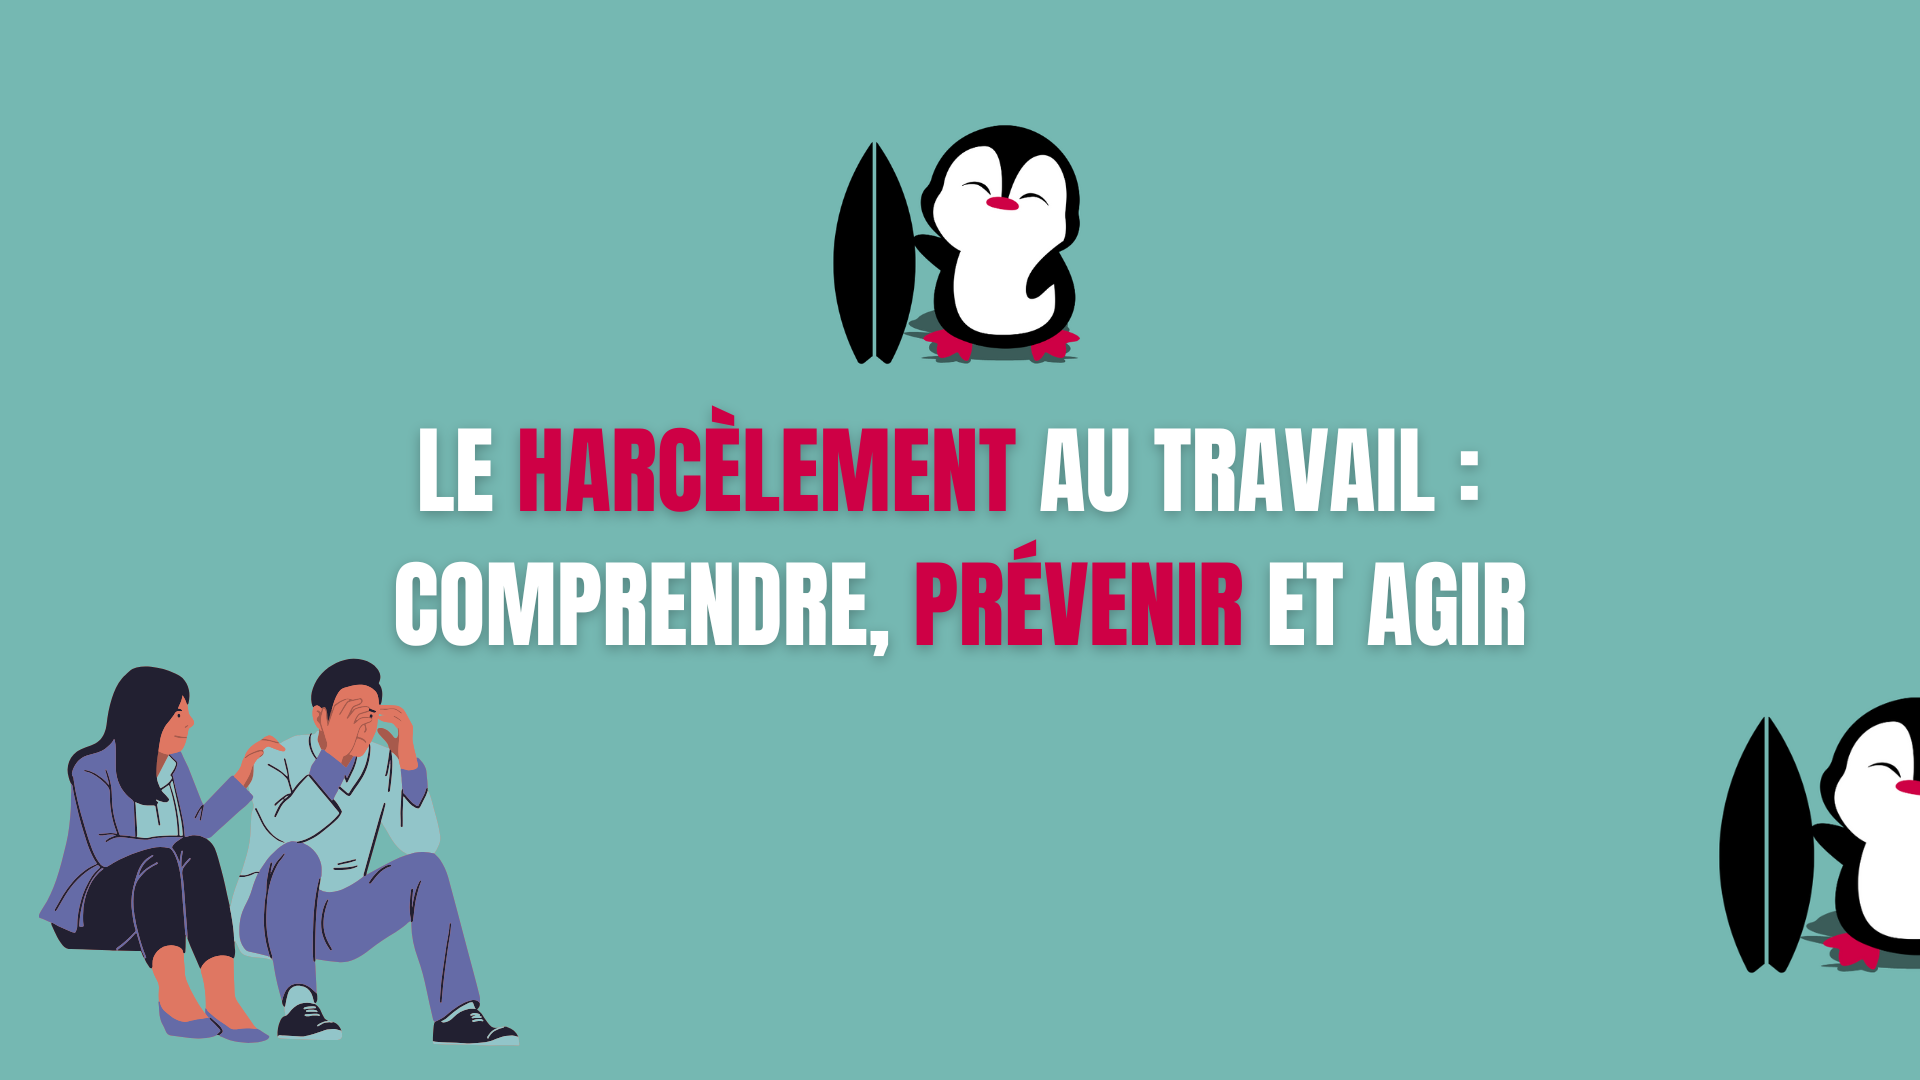 LE HARCÈLEMENT AU TRAVAIL :
COMPRENDRE, PRÉVENIR ET AGIR